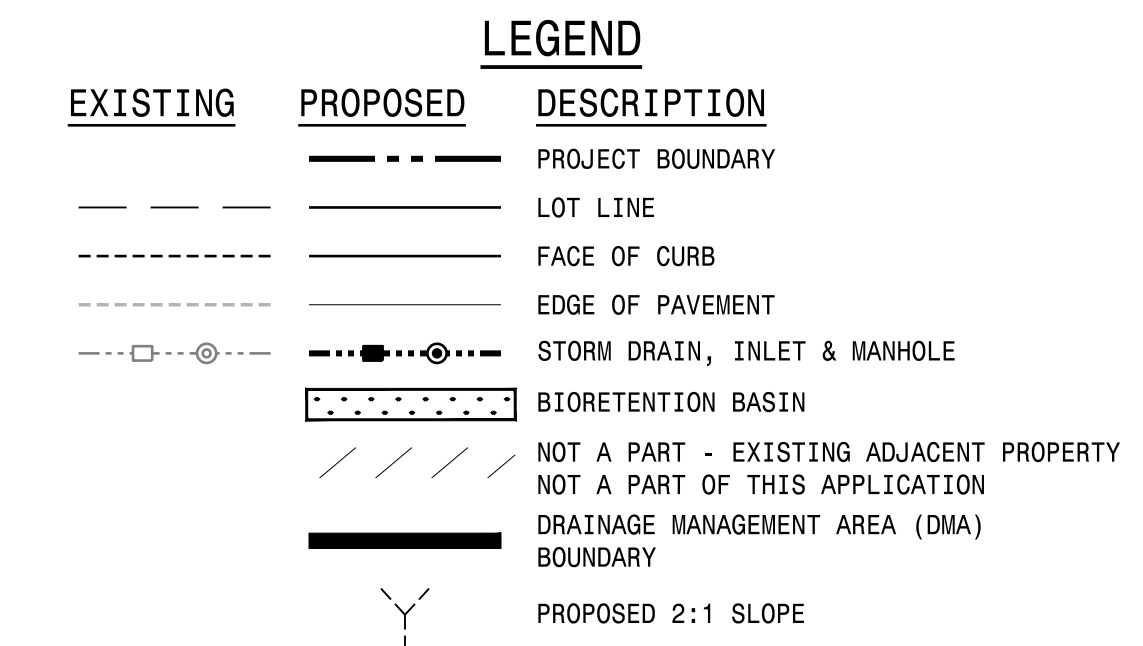 LEGEND
EXISTING PROPOSED DESCRIPTION
PROJECT BOUNDARY
LOT LINE
FACE OF CURB
EDGE OF PAVEMENT
STORM DRAIN, INLET & MANHOLE
BIORETENTION BASIN
NOT A PART - EXISTING ADJACENT PROPERTY
NOT A PART OF THIS APPLICATION
DRAINAGE MANAGEMENT AREA (DMA)
BOUNDARY
PROPOSED 2:1 SLOPE